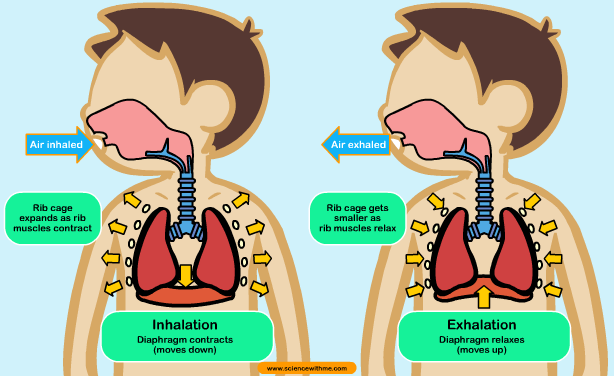 Air inhaled
Rib cage
expands as rib
muscles contract
Inhalation
Diaphragm contracts
(moves down)
Air exhaled
Rib cage gets
smaller as
rib muscles relax
Exhalation
Diaphragm relaxes
(moves up)
www.sciencewithme.com